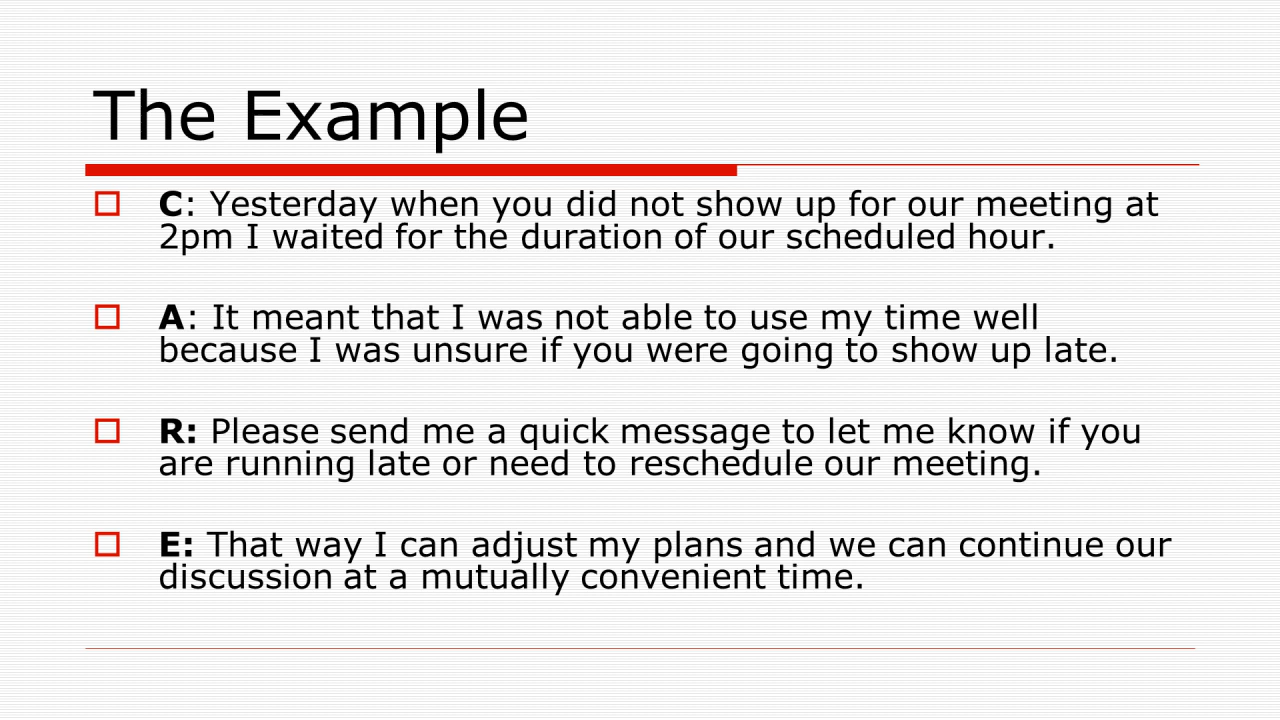 The Example
C: Yesterday when you did not show up for our meeting at
2pm I waited for the duration of our scheduled hour.
A: It meant that I was not able to use my time well
because I was unsure if you were going to show up late.
R: Please send me a quick message to let me know if you
are running late or need to reschedule our meeting.
E: That way I can adjust my plans and we can continue our
discussion at a mutually convenient time.